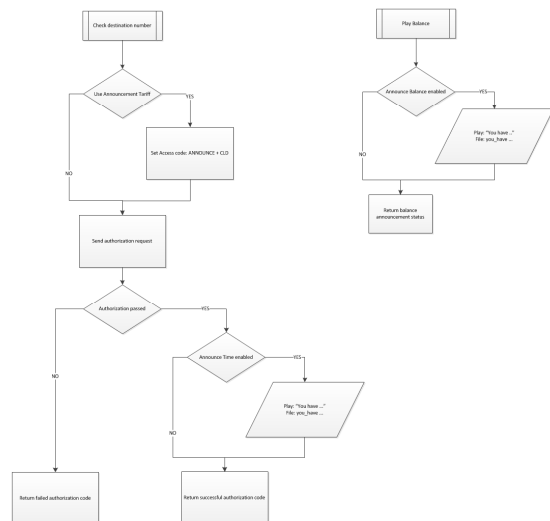 Check destination number
Play Balance
Use Announcement Tariff
YES
Announce Balance enabled
YES
Set Access code: ANNOUNCE + CLD
Play: "You have .."
File: you_have ...
NO
NO
Return balance
announcement status
Send authorization request
Authorization passed
YES
Announce Time enabled
YES
NO
Play: "You have ..."
File: you_have ...
NO
Return failed authorization code
Return successful authorization code